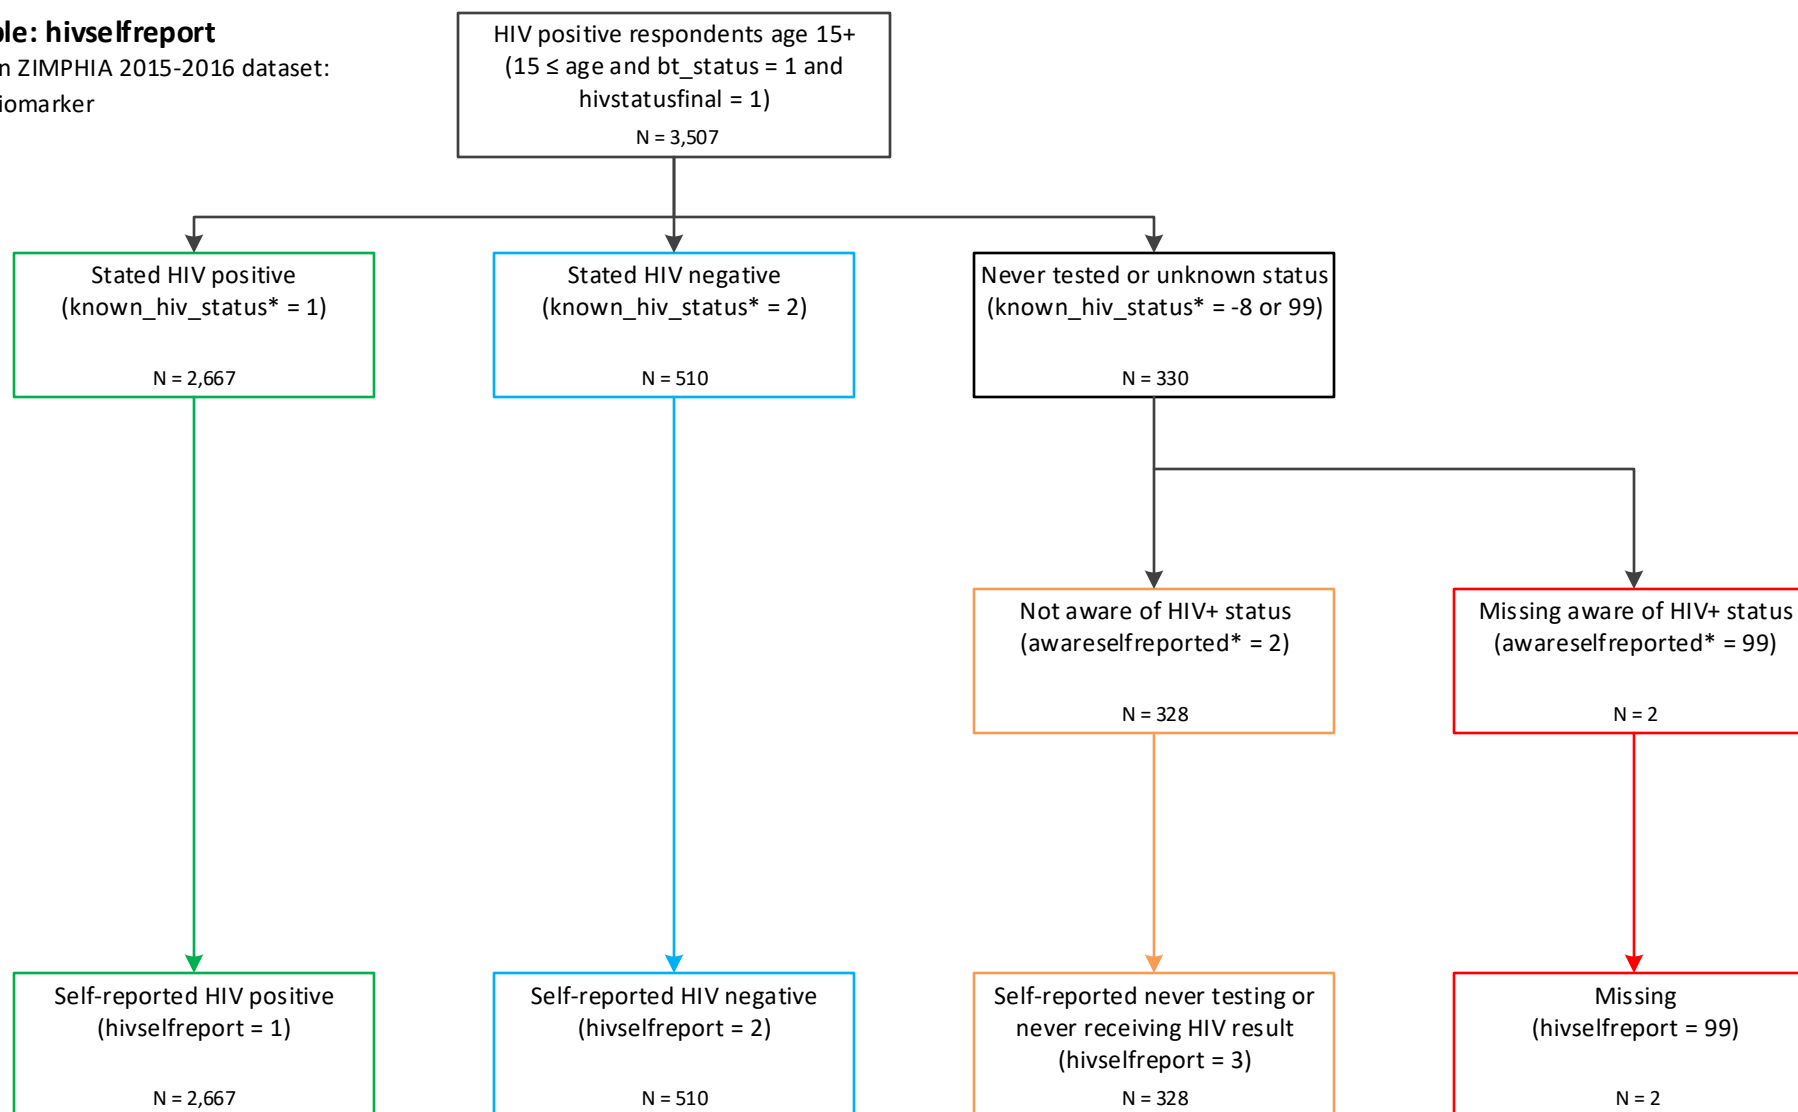 ble: hivselfreport
n ZIMPHIA 2015-2016 dataset:
iomarker
HIV positive respondents age 15+
(15 ≤ age and bt_status = 1 and
hivstatusfinal = 1)
N = 3,507
Stated HIV positive
(known_hiv_status* = 1)
N = 2,667
Stated HIV negative
(known_hiv_status* = 2)
N = 510
Never tested or unknown status
(known_hiv_status* = -8 or 99)
N = 330
Not aware of HIV+ status
(awareselfreported* = 2)
N = 328
Missing aware of HIV+ status
(awareselfreported* = 99)
N = 2
Self-reported HIV positive
(hivselfreport = 1)
N = 2,667
Self-reported HIV negative
(hivselfreport = 2)
N = 510
Self-reported never testing or
never receiving HIV result
(hivselfreport = 3)
N = 328
Missing
(hivselfreport = 99)
N = 2